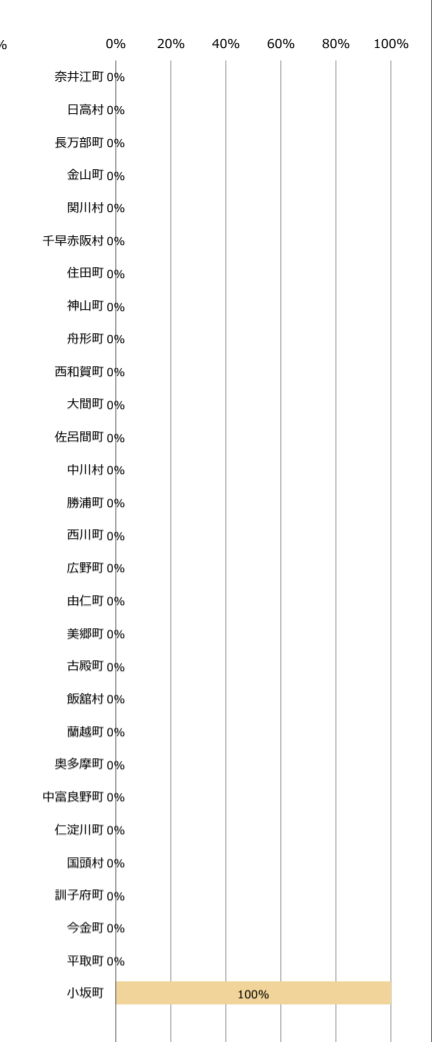 % 0% 20% 40% 60% 80% 100%
奈井江町 0%
日高村 0%
長万部町 0%
金山町 0%
関川村 0%
千早赤阪村 0%
住田町 0%
神山町 0%
舟形町 0%
西和賀町 0%
大間町 0%
佐呂間町 0%
中川村 0%
勝浦町 0%
西川町 0%
広野町 0%
由仁町 0%
美郷町 0%
古殿町 0%
飯舘村 0%
蘭越町 0%
奥多摩町 0%
中富良野町 0%
仁淀川町 0%
国頭村 0%
訓子府町 0%
今金町 0%
平取町 0%
小坂町 100%